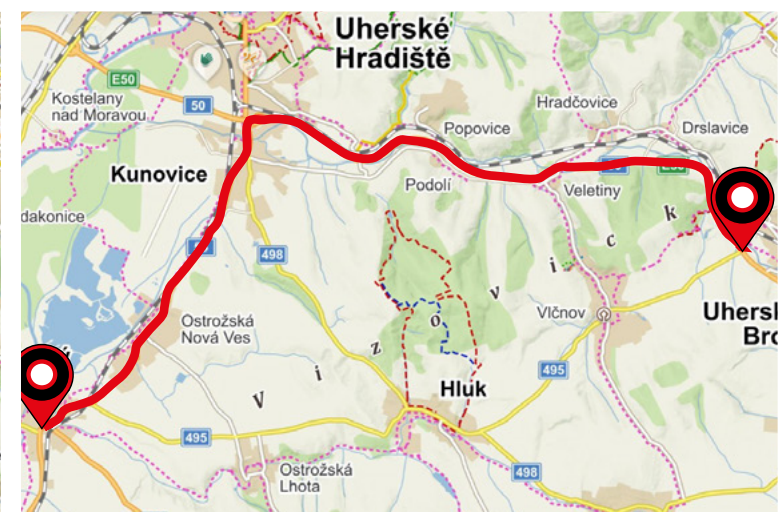 Uherské
Hradiště
E50
Kostelany
nad Moravou
50
Hradčovice
Popovice
Drslavice
Kunovice
Podolí
Veletiny
dakonice
498
Vlčnov
Uhersk
Bro
Ostrožská
Nová Ves
V i z o v i c k
Hluk
495
495
Ostrožská
Lhota
498